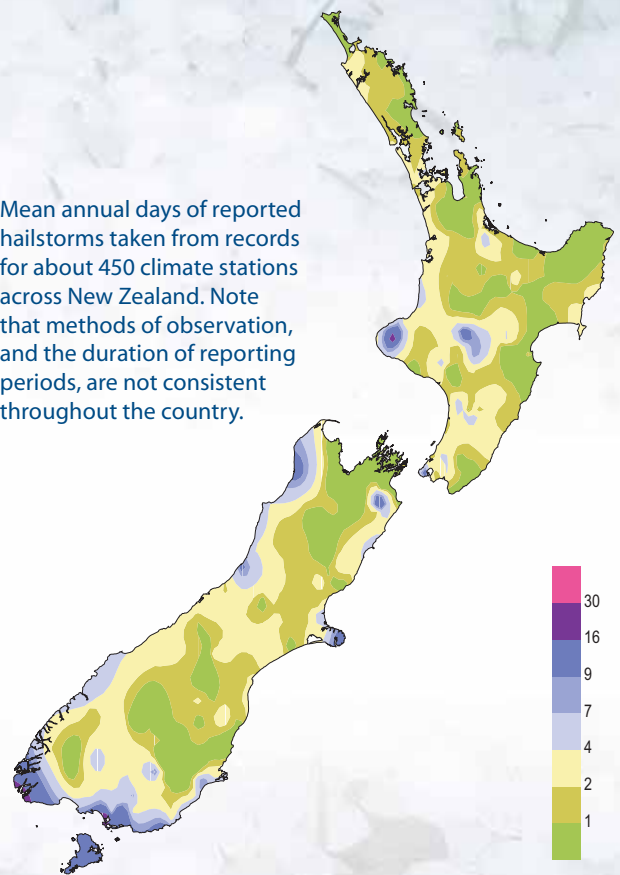 Mean annual days of reported
hailstorms taken from records
for about 450 climate stations
across New Zealand. Note
that methods of observation,
and the duration of reporting
periods, are not consistent
throughout the country.
30
16
9
7
4
2
1